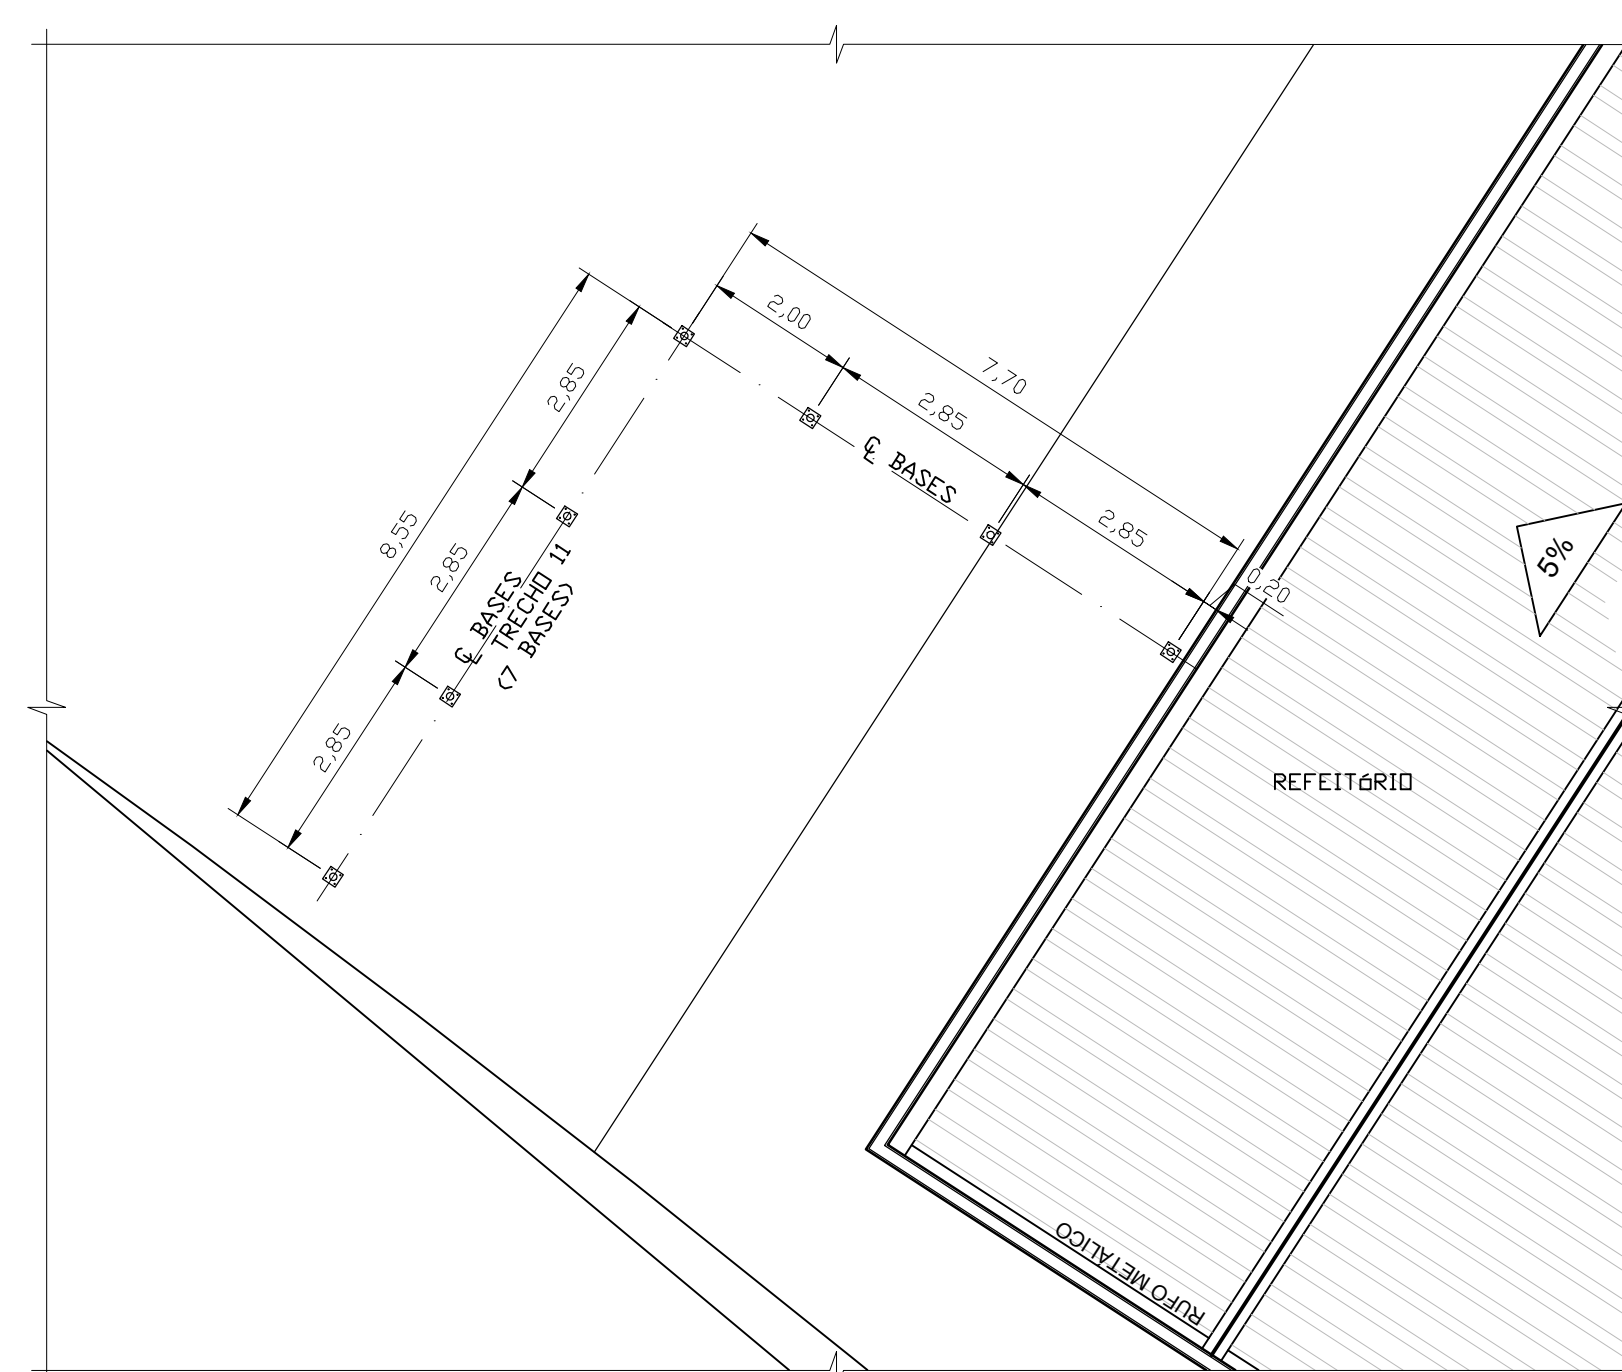 2,00
7,70
2,85
2,85
℄ BASES
8,55
2,85
2,85
0,20
5%
℄ BASES
TRECHO 11
(7 BASES)
2,85
REFEITóRIO
RUFO METÁLICO